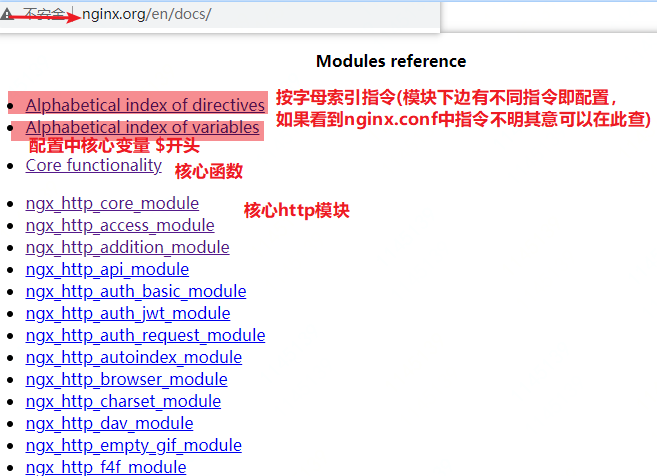 不安全 | nginx.org/en/docs/
Modules reference
Alphabetical index of directives
按字母索引指令(模块下边有不同指令即配置，
如果看到nginx.conf中指令不明其意可以在此查)
Alphabetical index of variables
配置中核心变量 $开头
Core functionality
核心函数
ngx_http_core_module
核心http模块
ngx_http_access_module
ngx_http_addition_module
ngx_http_api_module
ngx_http_auth_basic_module
ngx_http_auth_jwt_module
ngx_http_auth_request_module
ngx_http_autoindex_module
ngx_http_browser_module
ngx_http_charset_module
ngx_http_dav_module
ngx_http_empty_gif_module
ngx_http_f4f_module